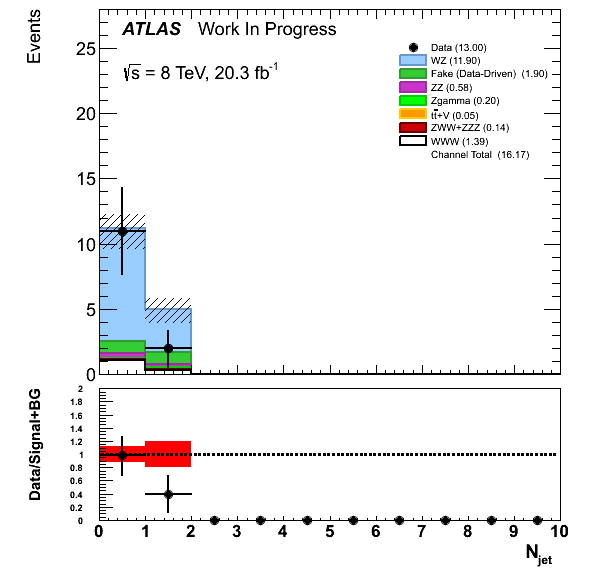 Events
ATLAS Work In Progress
√s = 8 TeV, 20.3 fb-1
Data (13.00)
WZ (11.90)
Fake (Data-Driven) (1.90)
ZZ (0.58)
Zgamma (0.20)
tt̄+V (0.05)
ZWW+ZZZ (0.14)
WWW (1.39)
Channel Total (16.17)
25
20
15
10
5
0
Data/Signal+BG
2
1.8
1.6
1.4
1.2
1
0.8
0.6
0.4
0.2
0
0 1 2 3 4 5 6 7 8 9 10
Njet